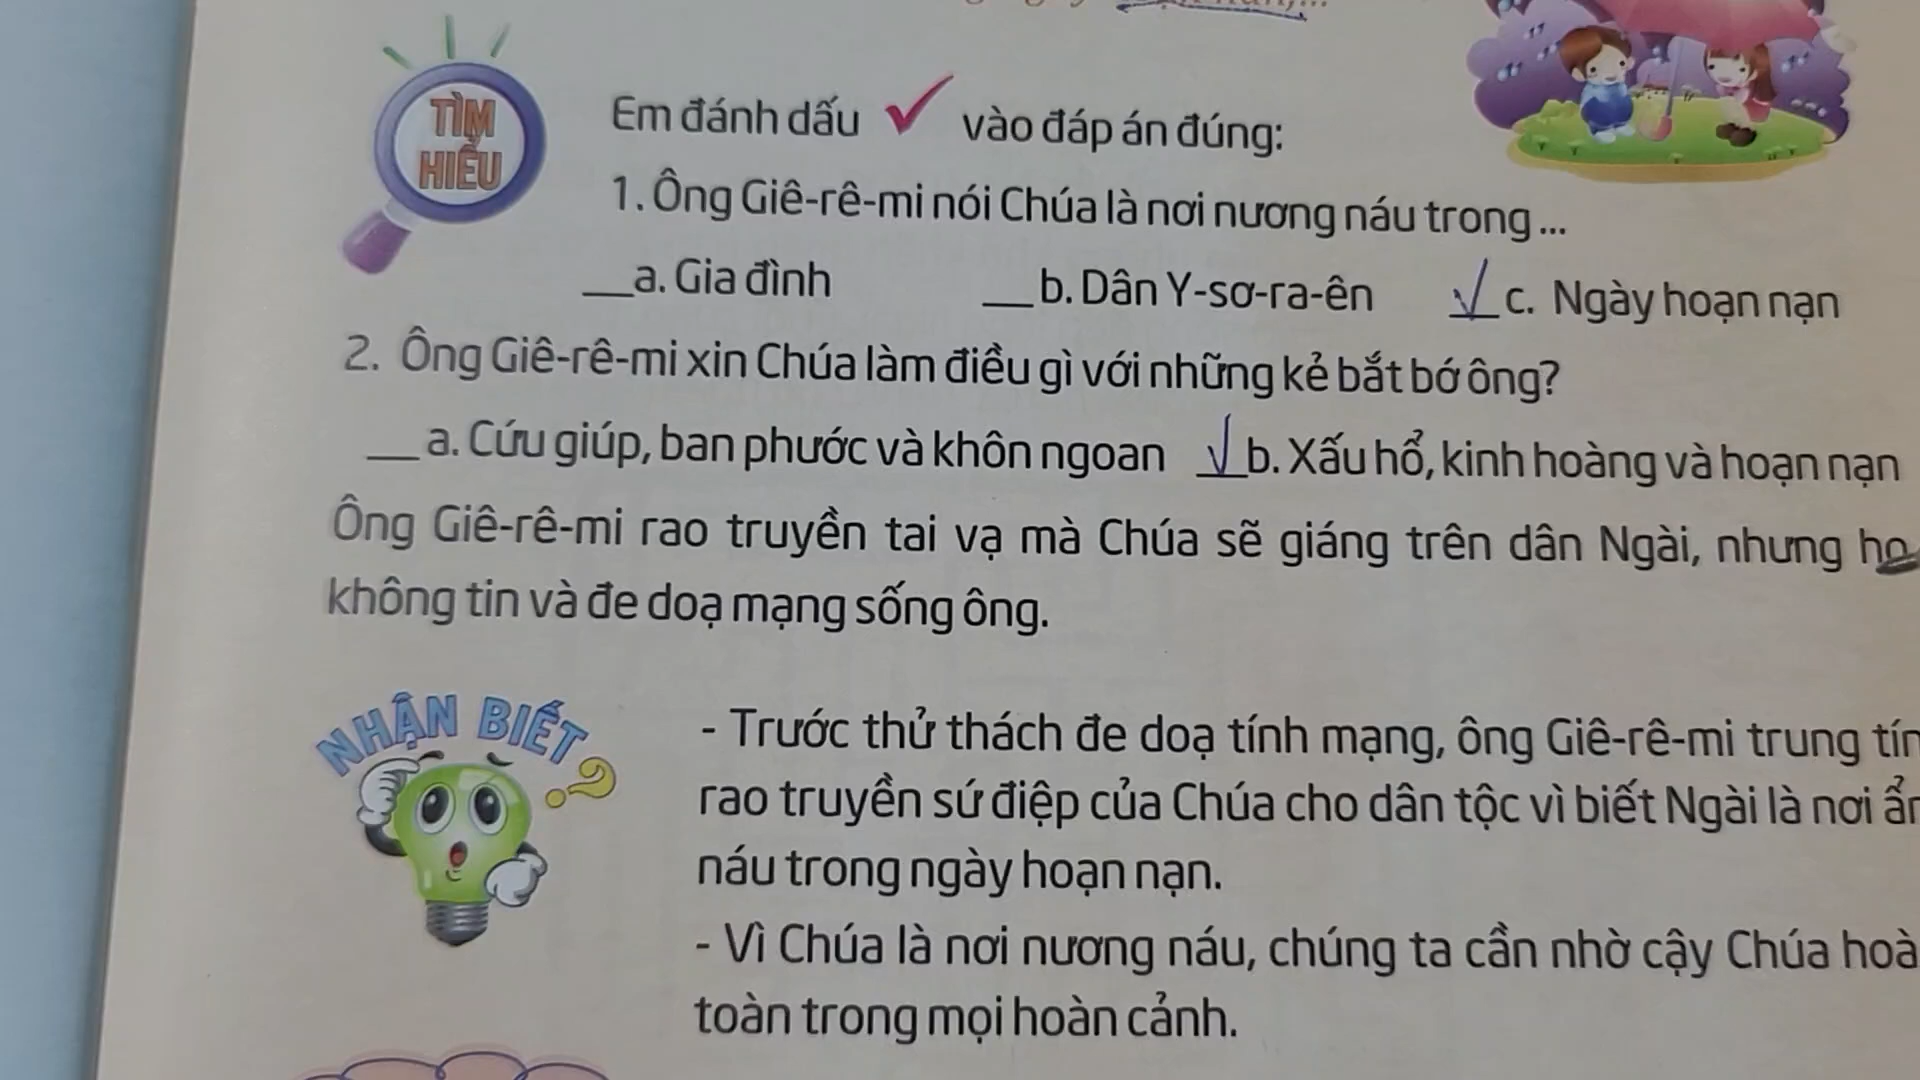 TÌM
HIỂU
Em đánh dấu ✓ vào đáp án đúng:
1. Ông Giê-rê-mi nói Chúa là nơi nương náu trong ...
__a. Gia đình __b. Dân Y-sơ-ra-ên √ c. Ngày hoạn nạn
2. Ông Giê-rê-mi xin Chúa làm điều gì với những kẻ bắt bớ ông?
__ a. Cứu giúp, ban phước và khôn ngoan √ b. Xấu hổ, kinh hoàng và hoạn nạn
Ông Giê-rê-mi rao truyền tai vạ mà Chúa sẽ giáng trên dân Ngài, nhưng họ
không tin và đe doạ mạng sống ông.
NHẬN BIẾT?
- Trước thử thách đe doạ tính mạng, ông Giê-rê-mi trung
rao truyền sứ điệp của Chúa cho dân tộc vì biết Ngài là nơi
náu trong ngày hoạn nạn.
- Vì Chúa là nơi nương náu, chúng ta cần nhờ cậy Chúa
toàn trong mọi hoàn cảnh.